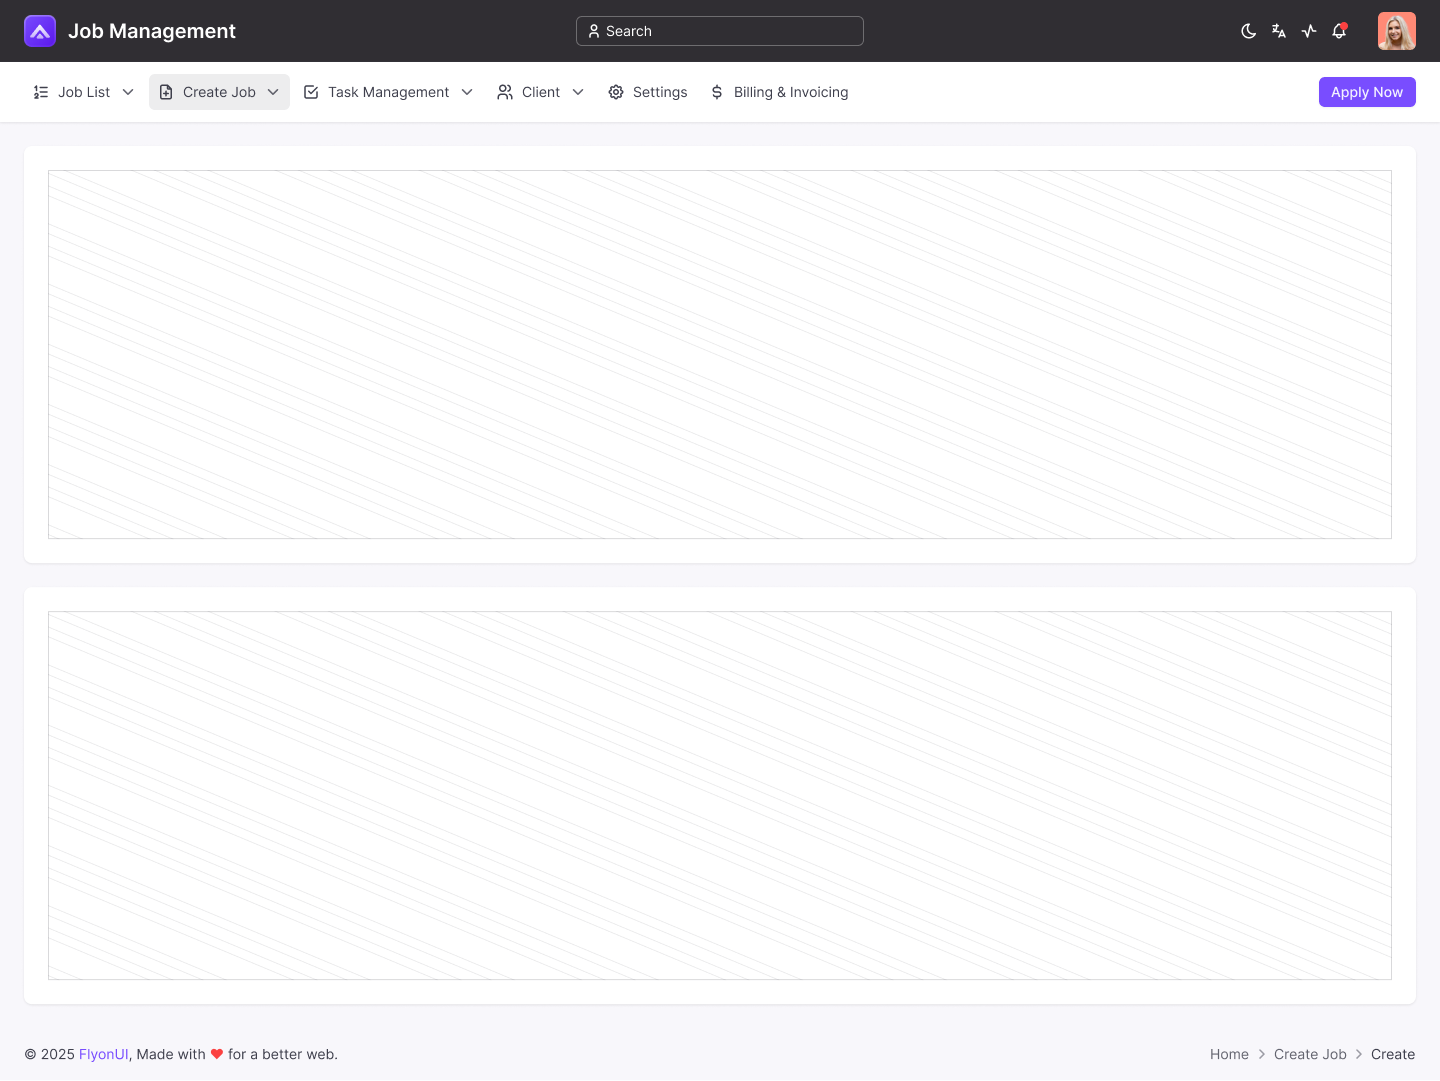 Job Management
Search
Job List
Create Job
Task Management
Client
Settings
Billing & Invoicing
Apply Now
© 2025 FlyonUI, Made with ❤ for a better web.
Home > Create Job > Create